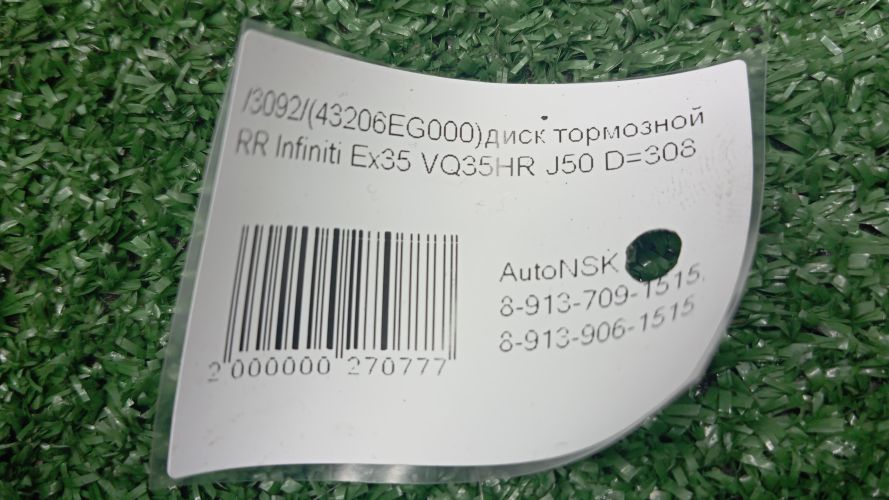 /3092/(43206EG000)диск тормозной
RR Infiniti Ex35 VQ35HR J50 D=308
AutoNSK
8-913-709-1515,
8-913-906-1515
2 000000 270777